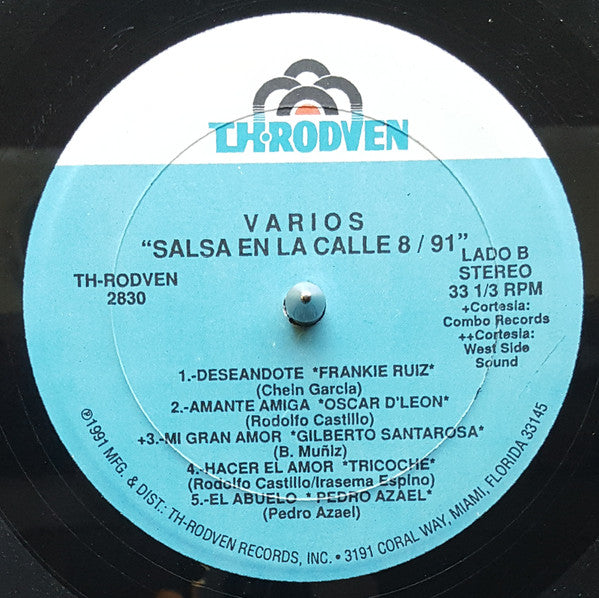 TH·RODVEN
VARIOS
"SALSA EN LA CALLE 8 / 91"
TH-RODVEN
2830
LADO B
STEREO
33 1/3 RPM
+Cortesia:
Combo Records
++Cortesia:
West Side
Sound
1.-DESEANDOTE *FRANKIE RUIZ*
(Chein García)
2.-AMANTE AMIGA *OSCAR D'LEON*
(Rodolfo Castillo)
+3.-MI GRAN AMOR *GILBERTO SANTAROSA*
(B. Muñiz)
4.-HACER EL AMOR *TRICOCHE*
(Rodolfo Castillo/Irasema Espino)
5.-EL ABUELO *PEDRO AZAEL*
(Pedro Azael)
℗1991 MFG. & DIST.: TH-RODVEN RECORDS, INC. • 3191 CORAL WAY, MIAMI, FLORIDA 33145